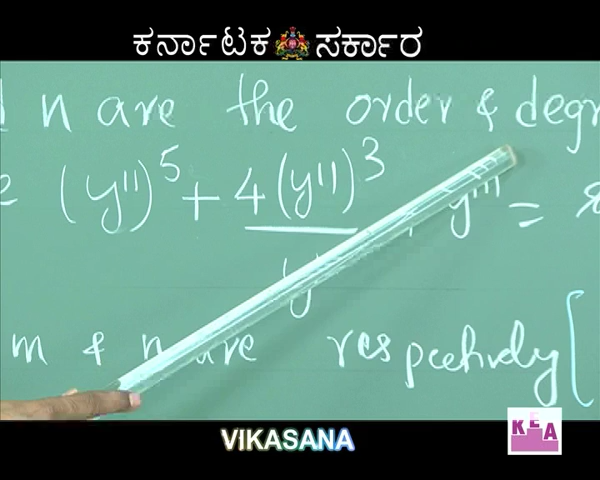 ಕರ್ನಾಟಕ ಸರ್ಕಾರ
n are the order & degr
(y'')^5 + 4(y'')^3 / y y''' =
m & n are respectively [
VIKASANA
KEA